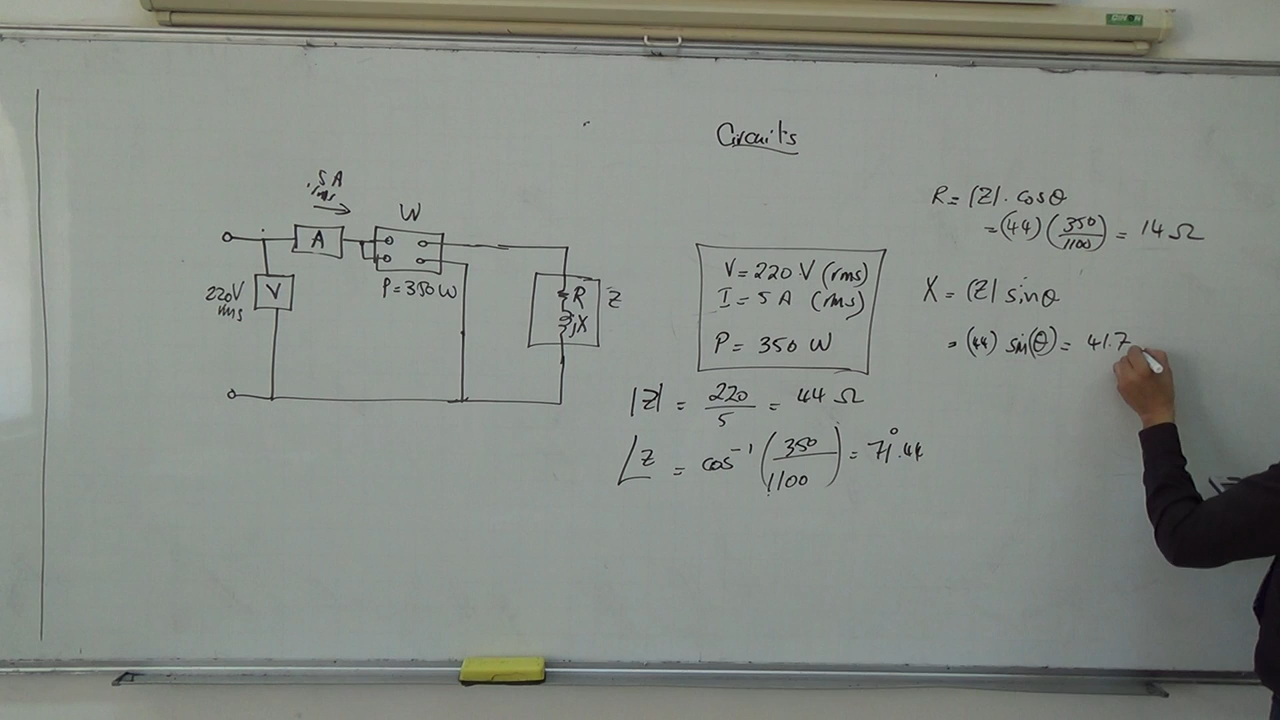 Circuits
5 A
rms
A
W
V
220V
rms
P = 350 W
R
jX
Z
V = 220 V (rms)
I = 5 A (rms)
P = 350 W
|Z| = 220/5 = 44 Ω
∠Z = cos⁻¹ (350/1100) = 71°.44
R = |Z| . cosθ
= (44) (350/1100) = 14 Ω
X = |Z| sinθ
= (44) sin(θ) = 41.7